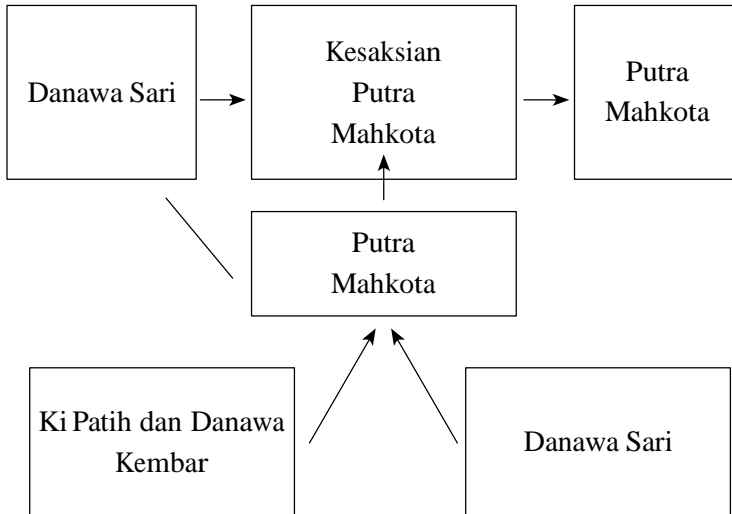 Danawa Sari
Kesaksian
Putra
Mahkota
Putra
Mahkota
Putra
Mahkota
Ki Patih dan Danawa
Kembar
Danawa Sari